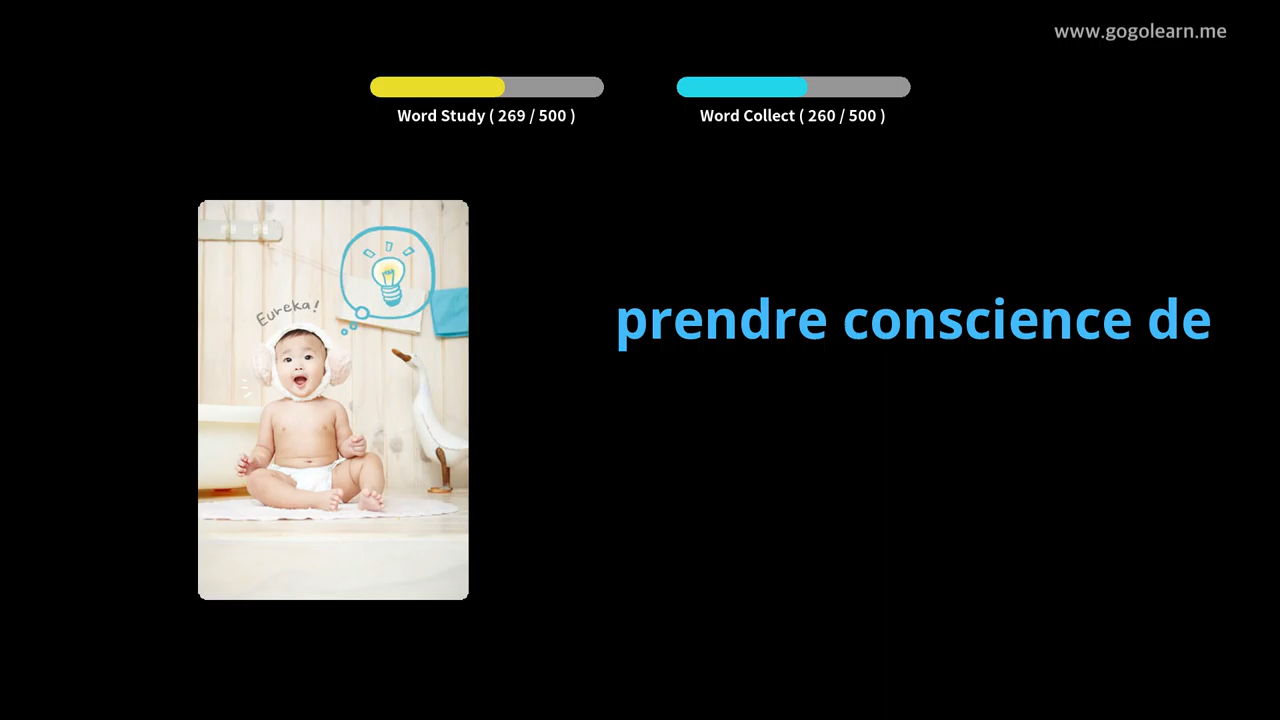 www.gogolearn.me
Word Study ( 269 / 500 )
Word Collect ( 260 / 500 )
Eureka!
prendre conscience de